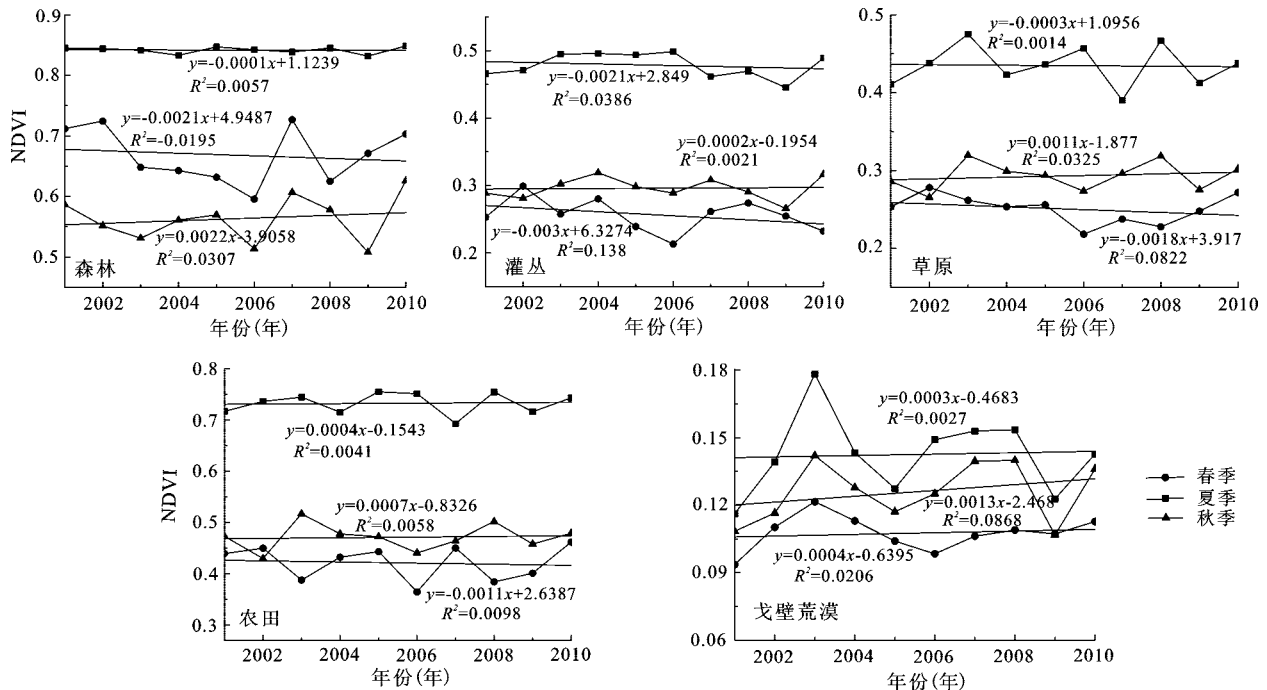 NDVI
0.9
0.8
0.7
0.6
0.5
y=-0.0001x+1.1239
R²=0.0057
y=-0.0021x+4.9487
R²=-0.0195
y=0.0022x-3.9058
R²=0.0307
森林
2002 2004 2006 2008 2010
年份(年)
0.5
0.4
0.3
0.2
y=-0.0021x+2.849
R²=0.0386
y=0.0002x-0.1954
R²=0.0021
y=-0.003x+6.3274
R²=0.138
灌丛
2002 2004 2006 2008 2010
年份(年)
0.5
0.4
0.3
0.2
y=-0.0003x+1.0956
R²=0.0014
y=0.0011x-1.877
R²=0.0325
y=-0.0018x+3.917
R²=0.0822
草原
2002 2004 2006 2008 2010
年份(年)
NDVI
0.8
0.7
0.6
0.5
0.4
0.3
y=0.0004x-0.1543
R²=0.0041
y=0.0007x-0.8326
R²=0.0058
y=-0.0011x+2.6387
R²=0.0098
农田
2002 2004 2006 2008 2010
年份(年)
0.18
0.15
0.12
0.09
0.06
y=0.0003x-0.4683
R²=0.0027
y=0.0013x-2.468
R²=0.0868
y=0.0004x-0.6395
R²=0.0206
戈壁荒漠
2002 2004 2006 2008 2010
年份(年)
春季
夏季
秋季